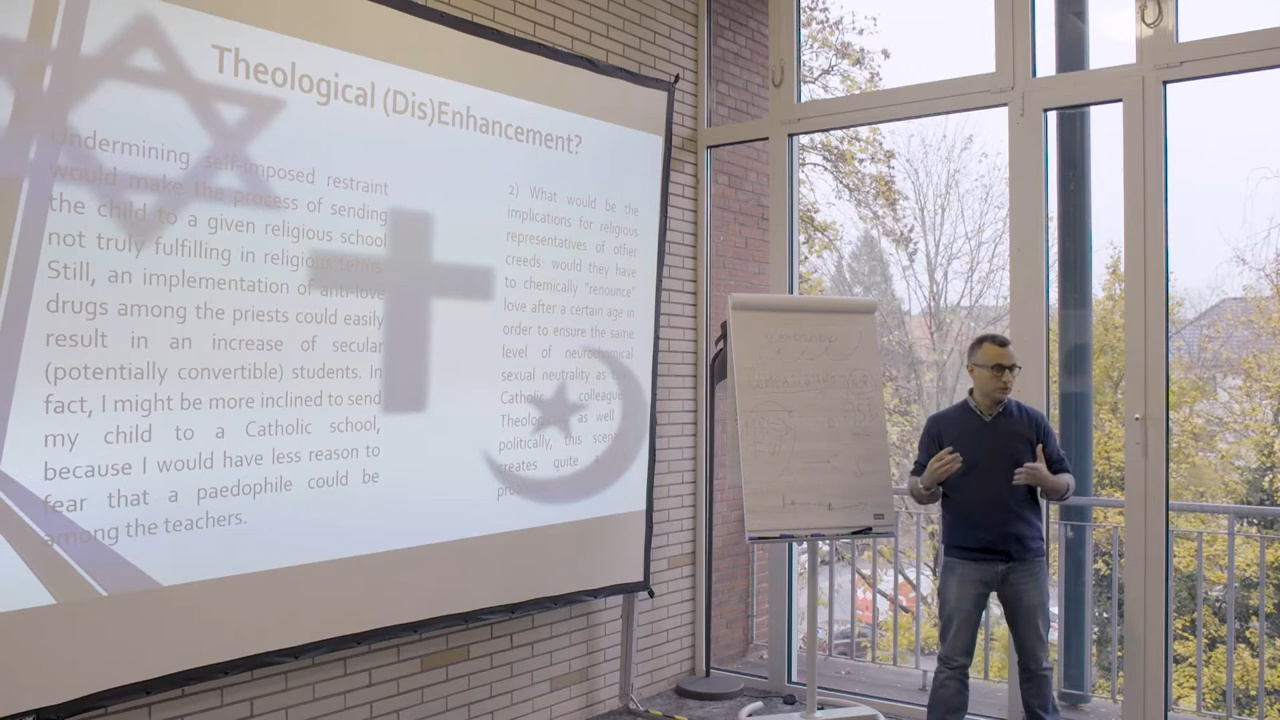 Theological (Dis)Enhancement?
Undermining self-imposed restraint
would make the process of sending
the child to a given religious school
not truly fulfilling in religious terms.
Still, an implementation of anti-love
drugs among the priests could easily
result in an increase of secular
(potentially convertible) students. In
fact, I might be more inclined to send
my child to a Catholic school,
because I would have less reason to
fear that a paedophile could be
among the teachers.
2) What would be the
implications for religious
representatives of other
creeds: would they have
to chemically "renounce"
love after a certain age in
order to ensure the same
level of neurochemical
sexual neutrality as
Catholic
as well
politically, this
creates quite